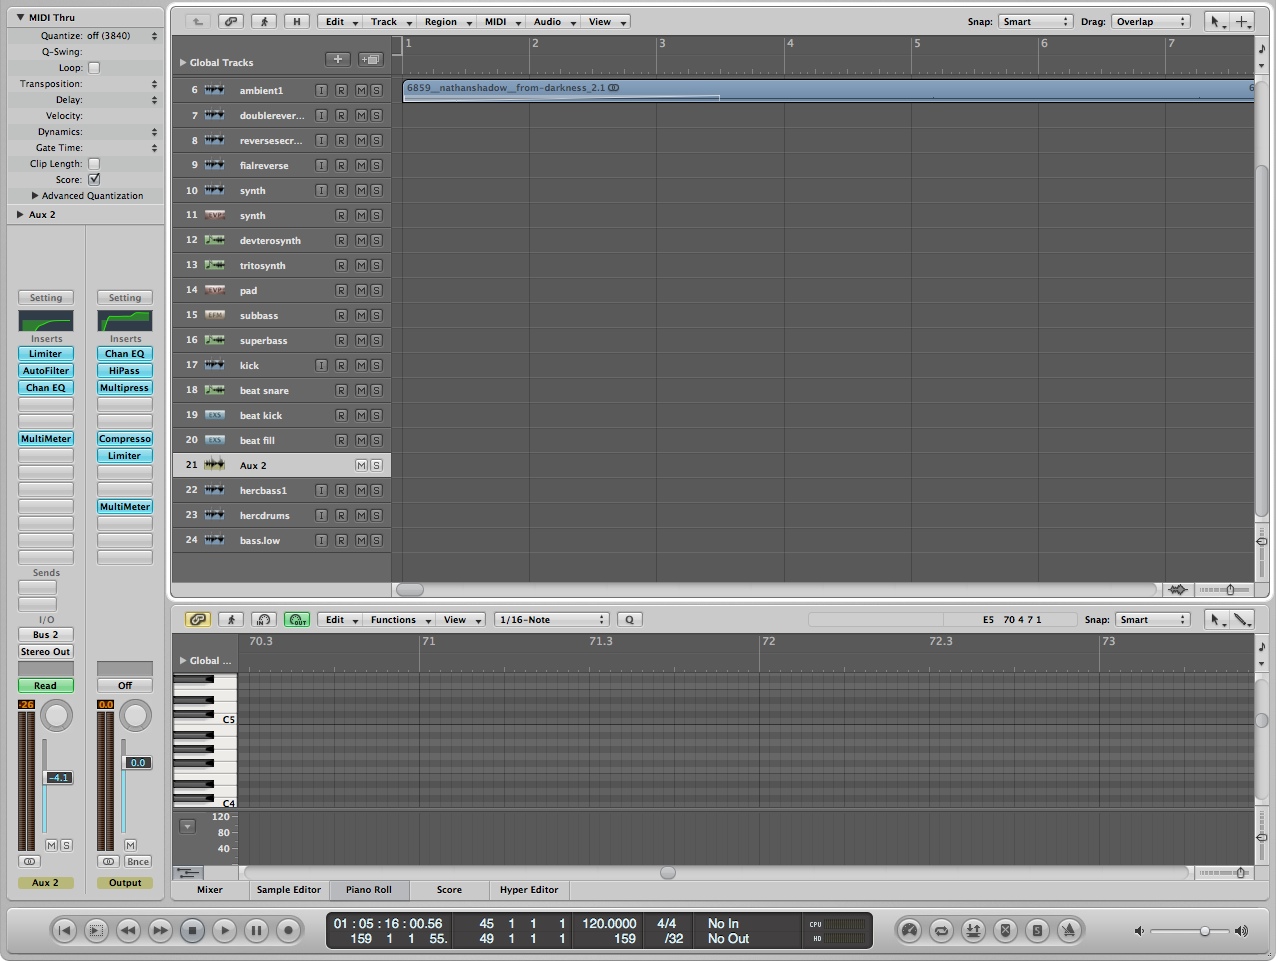 MIDI Thru
Quantize: off (3840)
Q-Swing:
Loop:
Transposition:
Delay:
Velocity:
Dynamics:
Gate Time:
Clip Length:
Score:
Advanced Quantization
Aux 2
Setting Setting
Inserts Inserts
Limiter Chan EQ
AutoFilter HiPass
Chan EQ Multipress
MultiMeter Compresso
Limiter
MultiMeter
Sends
I/O
Bus 2
Stereo Out
Read Off
-26 0.0
-4.1 0.0
M S M
Bnce
Aux 2 Output
H Edit Track Region MIDI Audio View Snap: Smart Drag: Overlap
Global Tracks
1 2 3 4 5 6 7
6 ambient1 I R M S
6859__nathanshadow__from-darkness_2.1 6
7 doublerever... I R M S
8 reversesecr... I R M S
9 fialreverse I R M S
10 synth I R M S
11 EVP synth R M S
12 devterosynth R M S
13 tritosynth R M S
14 EVP pad R M S
15 EFM subbass R M S
16 superbass R M S
17 kick I R M S
18 beat snare R M S
19 EXS beat kick R M S
20 EXS beat fill R M S
21 Aux 2 M S
22 hercbass1 I R M S
23 hercdrums I R M S
24 bass.low I R M S
IN OUT Edit Functions View 1/16-Note Q E5 70 4 7 1 Snap: Smart
Global ...
70.3 71 71.3 72 72.3 73
C5
C4
120
80
40
Mixer Sample Editor Piano Roll Score Hyper Editor
01 : 05 : 16 : 00.56 45 1 1 1 120.0000 4/4 No In CPU
159 1 1 55. 49 1 1 1 159 /32 No Out HD
S